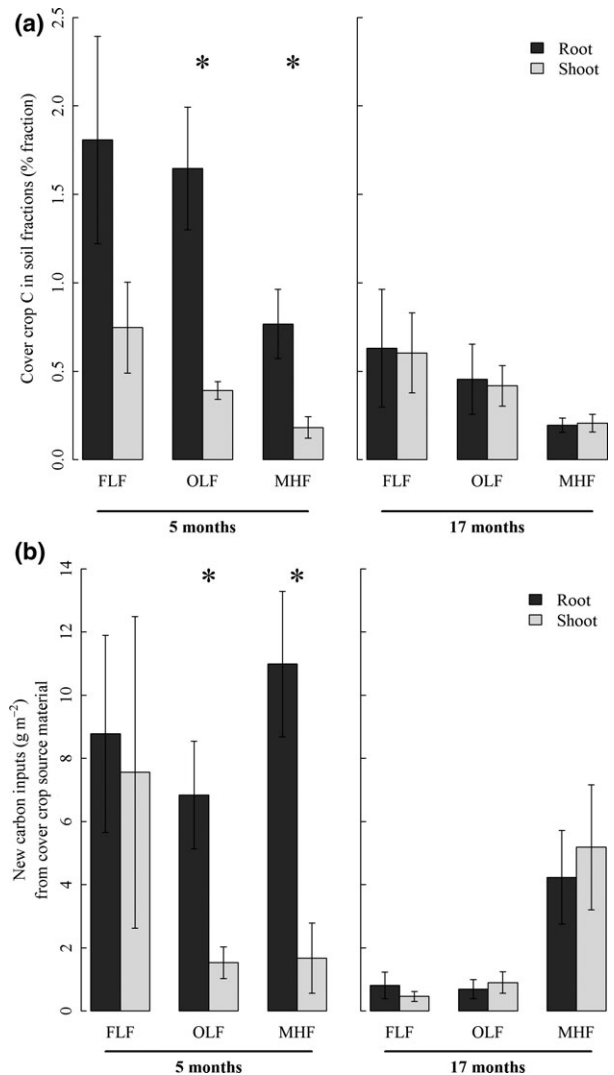 (a)
Cover crop C in soil fractions (% fraction)
0.0
0.5
1.0
1.5
2.0
2.5
*
*
Root
Shoot
FLF
OLF
MHF
FLF
OLF
MHF
5 months
17 months
(b)
New carbon inputs (g m⁻²)
from cover crop source material
0
2
4
6
8
10
12
14
*
*
Root
Shoot
FLF
OLF
MHF
FLF
OLF
MHF
5 months
17 months